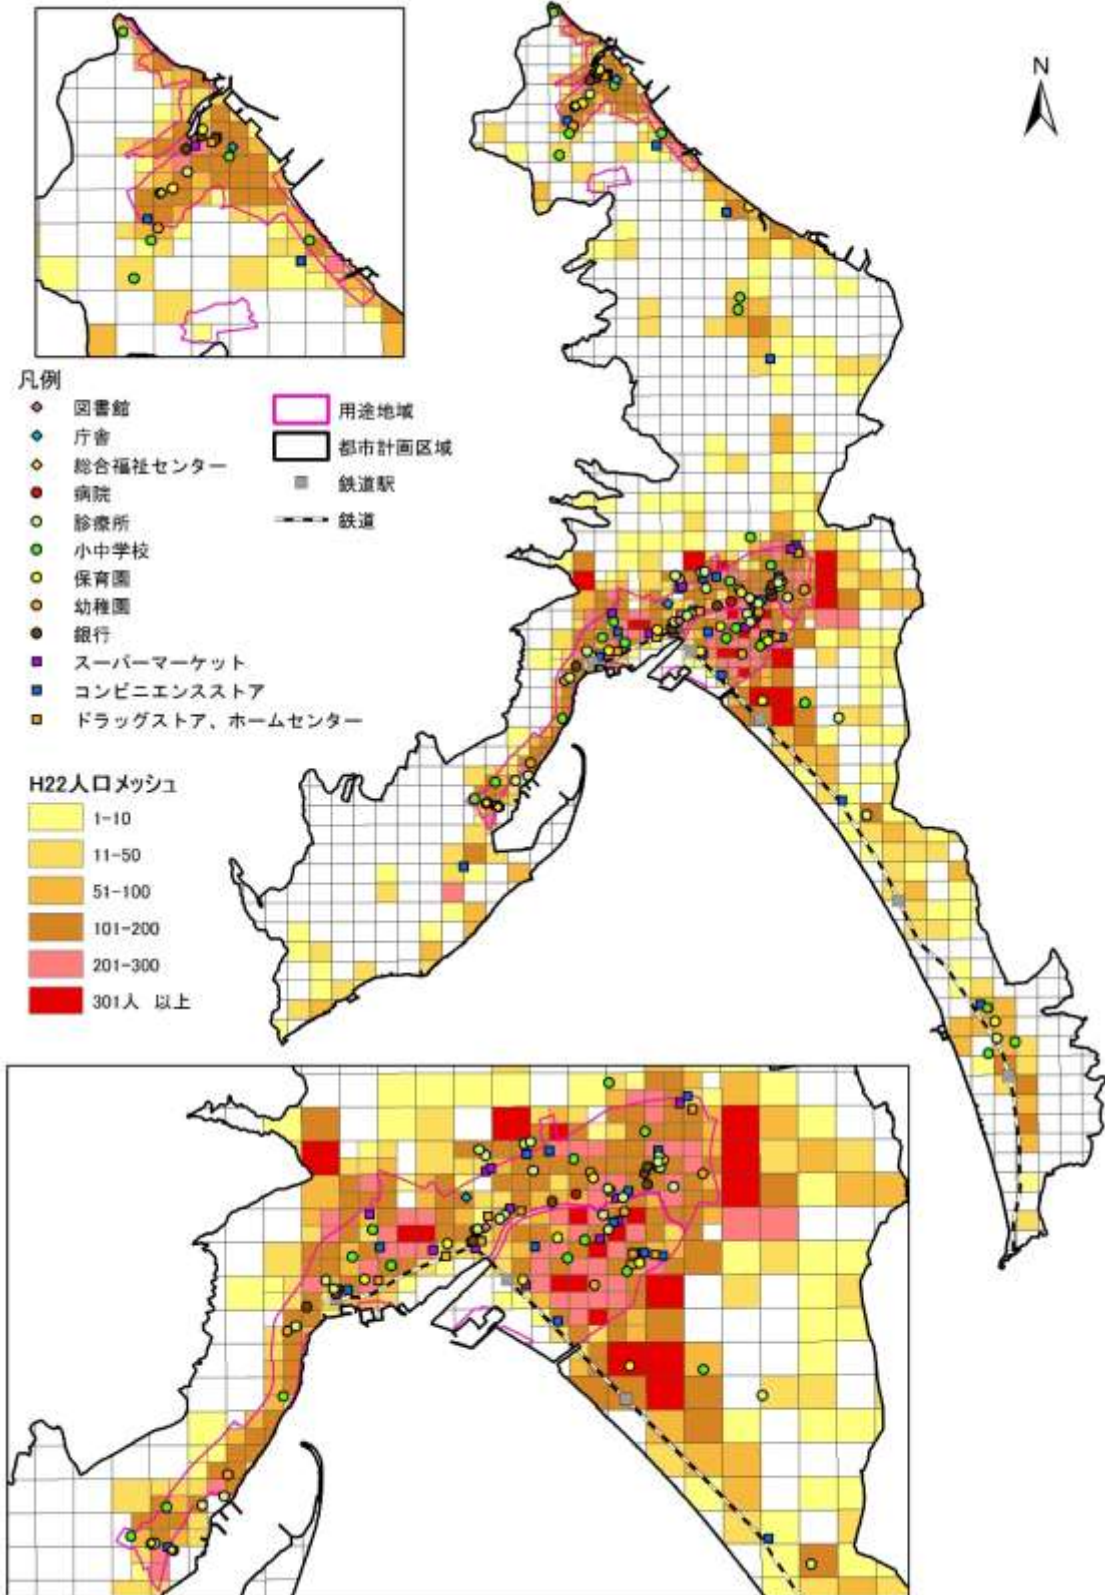 N
凡例
図書館
庁舎
総合福祉センター
病院
診療所
小中学校
保育園
幼稚園
銀行
スーパーマーケット
コンビニエンスストア
ドラッグストア、ホームセンター
用途地域
都市計画区域
鉄道駅
鉄道
H22人口メッシュ
1-10
11-50
51-100
101-200
201-300
301人 以上